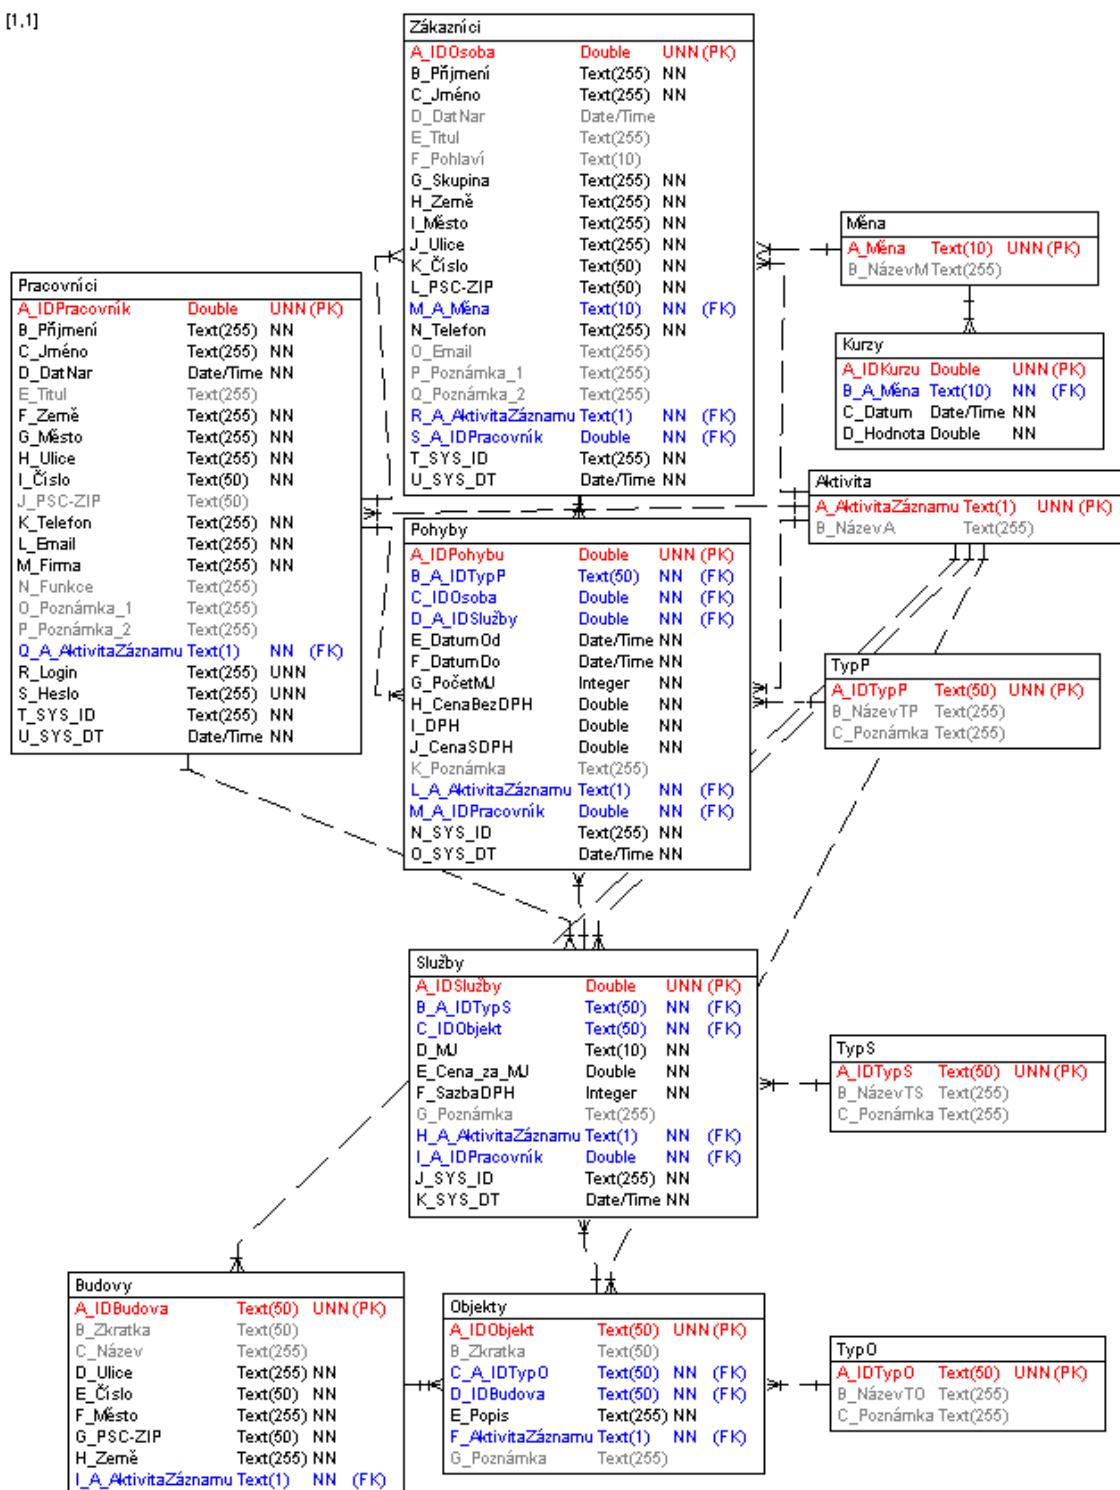 [1,1]
Zákazníci
A_IDOsoba Double UNN (PK)
B_Příjmení Text(255) NN
C_Jméno Text(255) NN
D_DatNar Date/Time
E_Titul Text(255)
F_Pohlaví Text(10)
G_Skupina Text(255) NN
H_Země Text(255) NN
I_Město Text(255) NN
J_Ulice Text(255) NN
K_Číslo Text(50) NN
L_PSC-ZIP Text(50) NN
M_A_Měna Text(10) NN (FK)
N_Telefon Text(255) NN
O_Email Text(255)
P_Poznámka_1 Text(255)
Q_Poznámka_2 Text(255)
R_A_AktivitaZáznamu Text(1) NN (FK)
S_A_IDPracovník Double NN (FK)
T_SYS_ID Text(255) NN
U_SYS_DT Date/Time NN
Měna
A_Měna Text(10) UNN (PK)
B_NázevM Text(255)
Pracovníci
A_IDPracovník Double UNN (PK)
B_Příjmení Text(255) NN
C_Jméno Text(255) NN
D_DatNar Date/Time NN
E_Titul Text(255)
F_Země Text(255) NN
G_Město Text(255) NN
H_Ulice Text(255) NN
I_Číslo Text(50) NN
J_PSC-ZIP Text(50)
K_Telefon Text(255) NN
L_Email Text(255) NN
M_Firma Text(255) NN
N_Funkce Text(255)
O_Poznámka_1 Text(255)
P_Poznámka_2 Text(255)
Q_A_AktivitaZáznamu Text(1) NN (FK)
R_Login Text(255) UNN
S_Heslo Text(255) UNN
T_SYS_ID Text(255) NN
U_SYS_DT Date/Time NN
Kurzy
A_IDKurzu Double UNN (PK)
B_A_Měna Text(10) NN (FK)
C_Datum Date/Time NN
D_Hodnota Double NN
Aktivita
A_AktivitaZáznamu Text(1) UNN (PK)
B_NázevA Text(255)
Pohyby
A_IDPohybu Double UNN (PK)
B_A_IDTypP Text(50) NN (FK)
C_IDOsoba Double NN (FK)
D_A_IDSlužby Double NN (FK)
E_DatumOd Date/Time NN
F_DatumDo Date/Time NN
G_PočetMJ Integer NN
H_CenaBezDPH Double NN
I_DPH Double NN
J_CenaSDPH Double NN
K_Poznámka Text(255)
L_A_AktivitaZáznamu Text(1) NN (FK)
M_A_IDPracovník Double NN (FK)
N_SYS_ID Text(255) NN
O_SYS_DT Date/Time NN
TypP
A_IDTypP Text(50) UNN (PK)
B_NázevTP Text(255)
C_Poznámka Text(255)
Služby
A_IDSlužby Double UNN (PK)
B_A_IDTypS Text(50) NN (FK)
C_IDObjekt Text(50) NN (FK)
D_MJ Text(10) NN
E_Cena_za_MJ Double NN
F_SazbaDPH Integer NN
G_Poznámka Text(255)
H_A_AktivitaZáznamu Text(1) NN (FK)
I_A_IDPracovník Double NN (FK)
J_SYS_ID Text(255) NN
K_SYS_DT Date/Time NN
TypS
A_IDTypS Text(50) UNN (PK)
B_NázevTS Text(255)
C_Poznámka Text(255)
Budovy
A_IDBudova Text(50) UNN (PK)
B_Zkratka Text(50)
C_Název Text(255)
D_Ulice Text(255) NN
E_Číslo Text(50) NN
F_Město Text(255) NN
G_PSC-ZIP Text(50) NN
H_Země Text(255) NN
I_A_AktivitaZáznamu Text(1) NN (FK)
Objekty
A_IDObjekt Text(50) UNN (PK)
B_Zkratka Text(50)
C_A_IDTypO Text(50) NN (FK)
D_IDBudova Text(50) NN (FK)
E_Popis Text(255) NN
F_AktivitaZáznamu Text(1) NN (FK)
G_Poznámka Text(255)
TypO
A_IDTypO Text(50) UNN (PK)
B_NázevTO Text(255)
C_Poznámka Text(255)